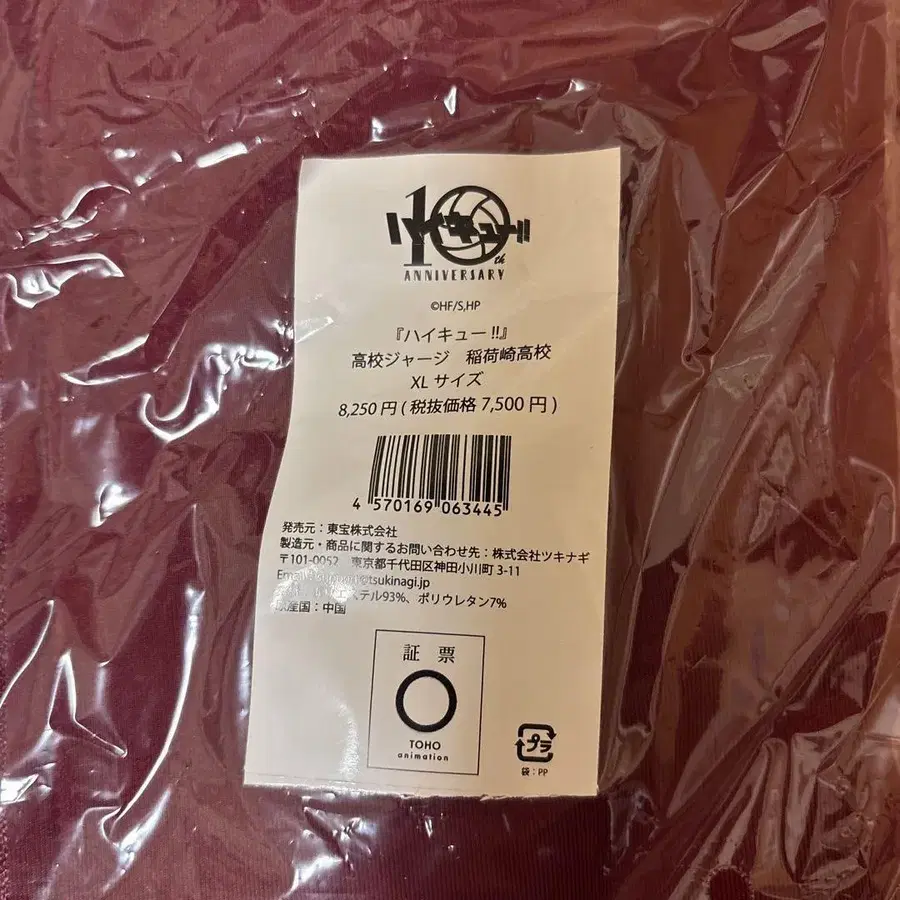 10th
ハイキュー!!
ANNIVERSARY
©HF/S,HP
『ハイキュー!!』
高校ジャージ 稲荷崎高校
XL サイズ
8,250 円 ( 税抜価格 7,500 円 )
4 570169 063445
発売元：東宝株式会社
製造元・商品に関するお問い合わせ先：株式会社ツキナギ
〒101-0052 東京都千代田区神田小川町 3-11
Email：support@tsukinagi.jp
ポリエステル93%、ポリウレタン7%
原産国：中国
証 票
TOHO
animation
プラ
袋：PP